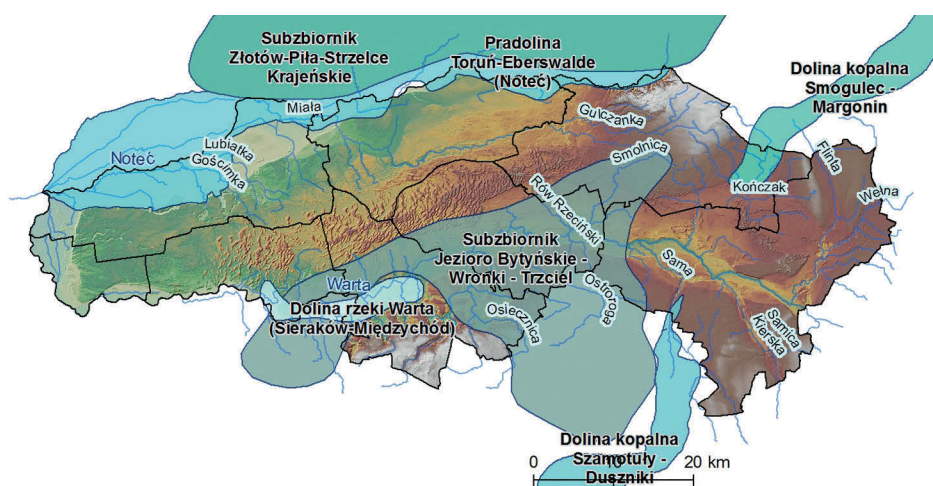 Subzbiornik
Złotów-Piła-Strzelce
Krajeńskie
Pradolina
Toruń-Eberswalde
(Noteć)
Dolina kopalna
Smogulec -
Margonin
Miała
Gulczanka
Noteć
Lubiatka
Gościmka
Smolnica
Flinta
Kończak
Wełna
Rów Rzeciński
Subzbiornik
Jezioro Bytyńskie -
Wronki - Trzciel
Sama
Warta
Dolina rzeki Warta
(Sieraków-Międzychód)
Osiecznica
Ostroroga
Samica
Kierska
Dolina kopalna
Szamotuły -
Duszniki
0 10 20 km